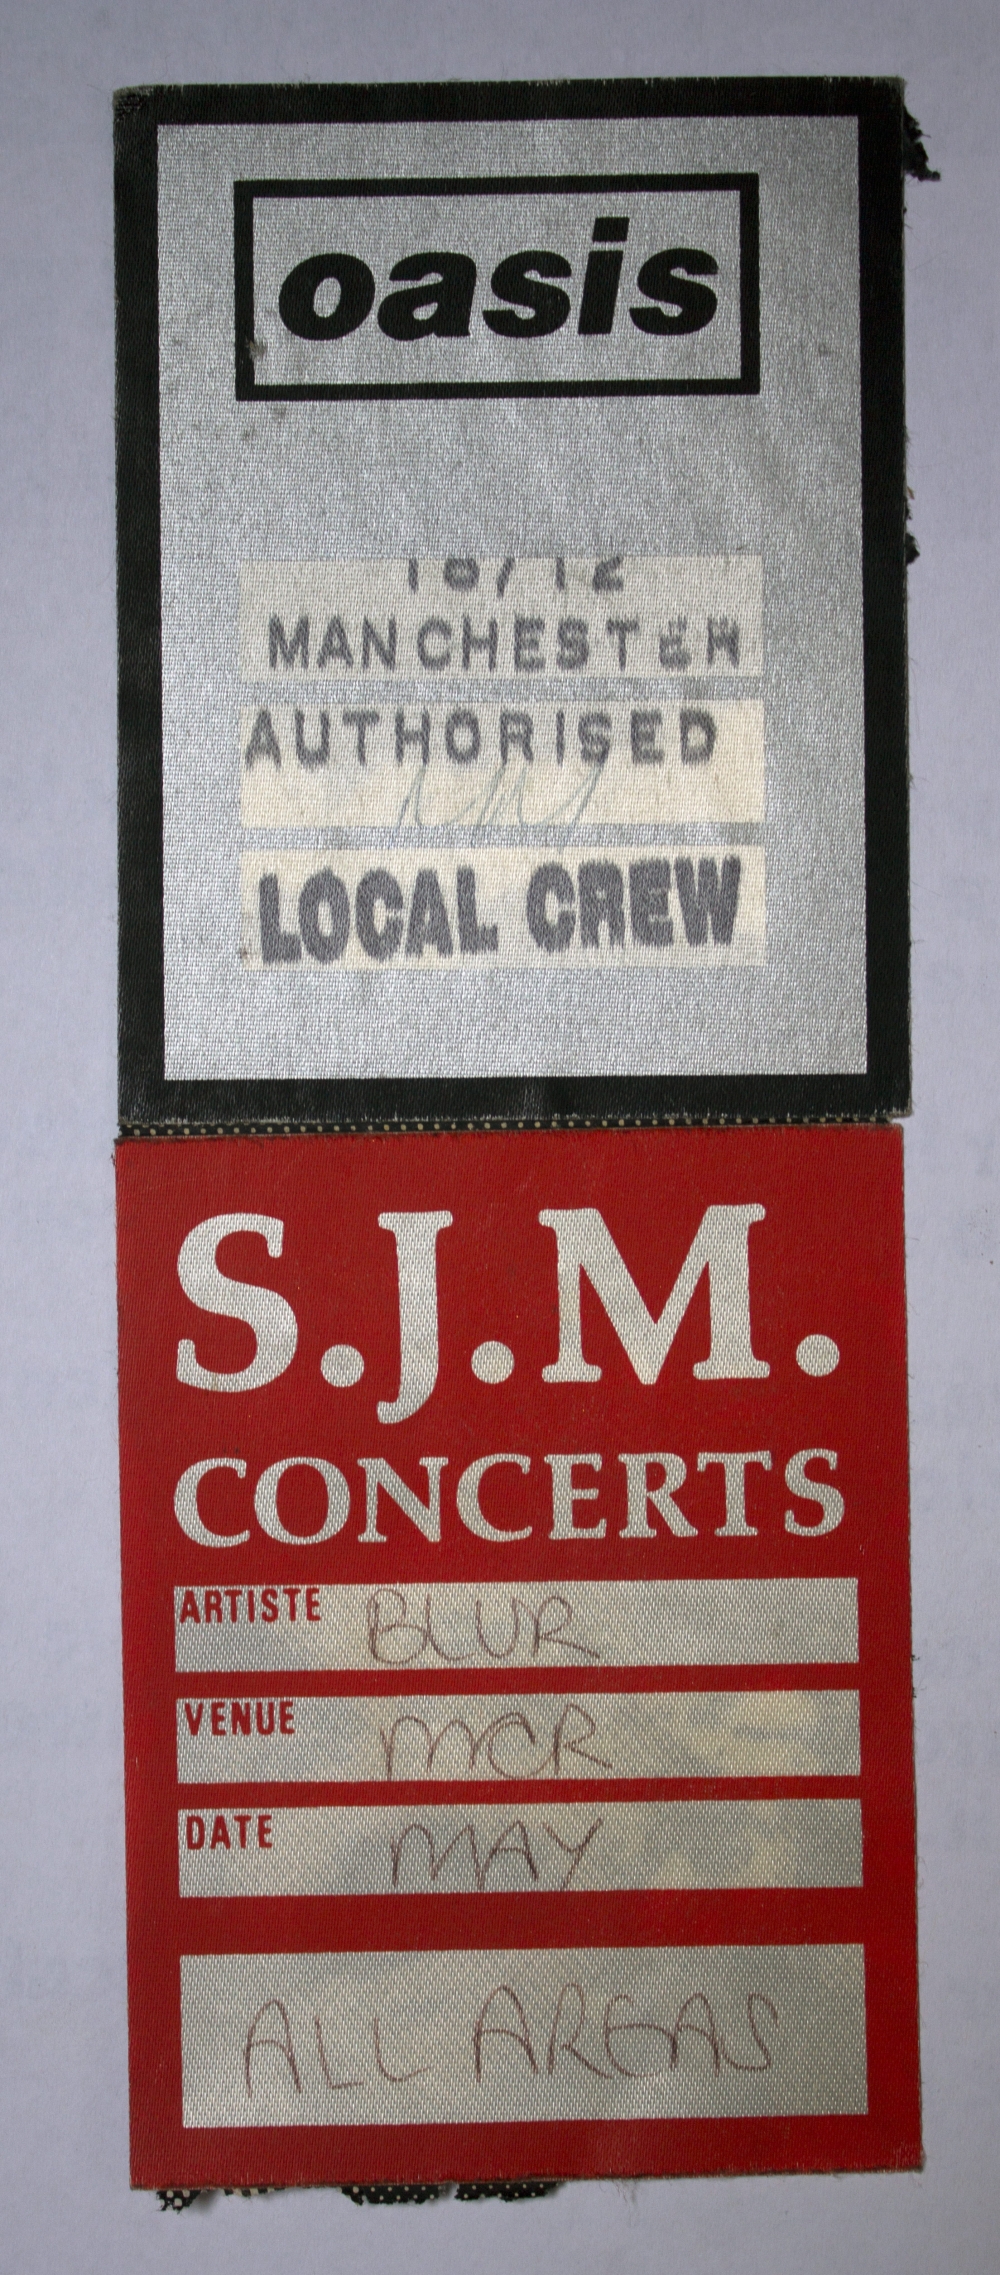 oasis
MANCHESTER
AUTHORISED
LOCAL CREW
S.J.M.
CONCERTS
ARTISTE BLUR
VENUE MCR
DATE MAY
ALL AREAS